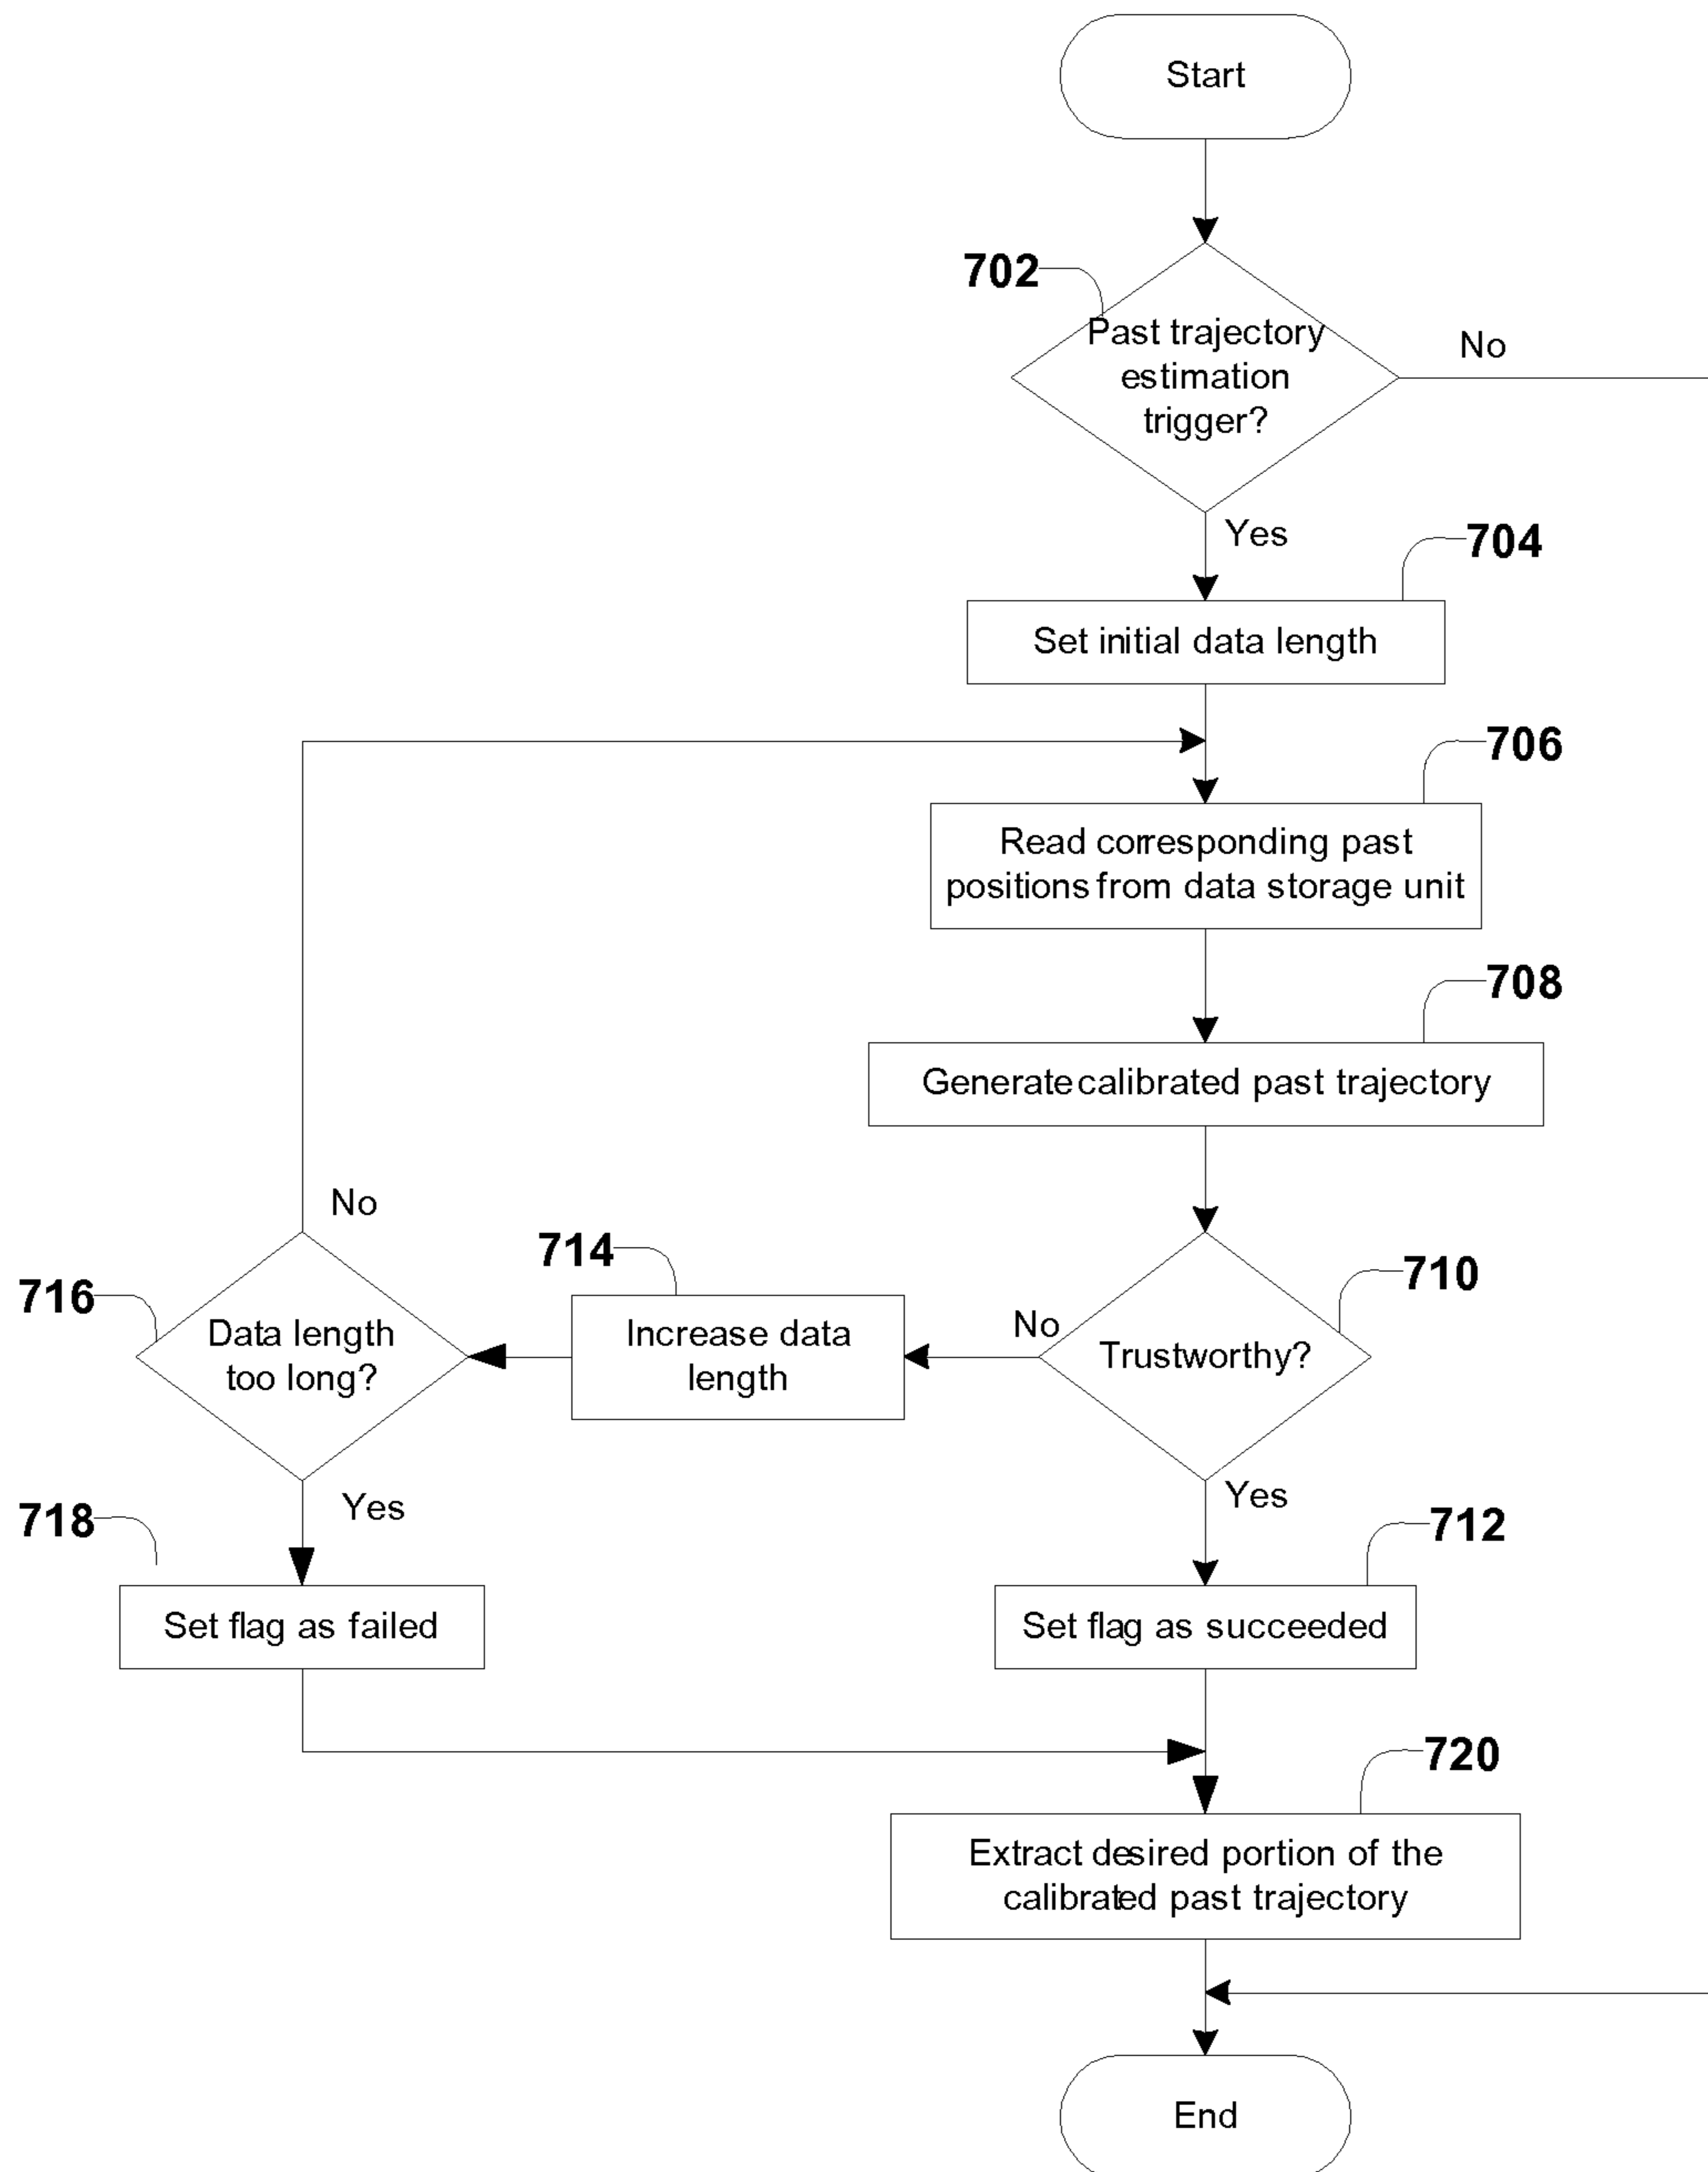 Start
702
Past trajectory
estimation
trigger?
No
Yes
704
Set initial data length
706
Read corresponding past
positions from data storage unit
708
Generate calibrated past trajectory
No
714
716
710
Data length
too long?
Increase data
length
No
Trustworthy?
Yes
Yes
718
712
Set flag as failed
Set flag as succeeded
720
Extract desired portion of the
calibrated past trajectory
End